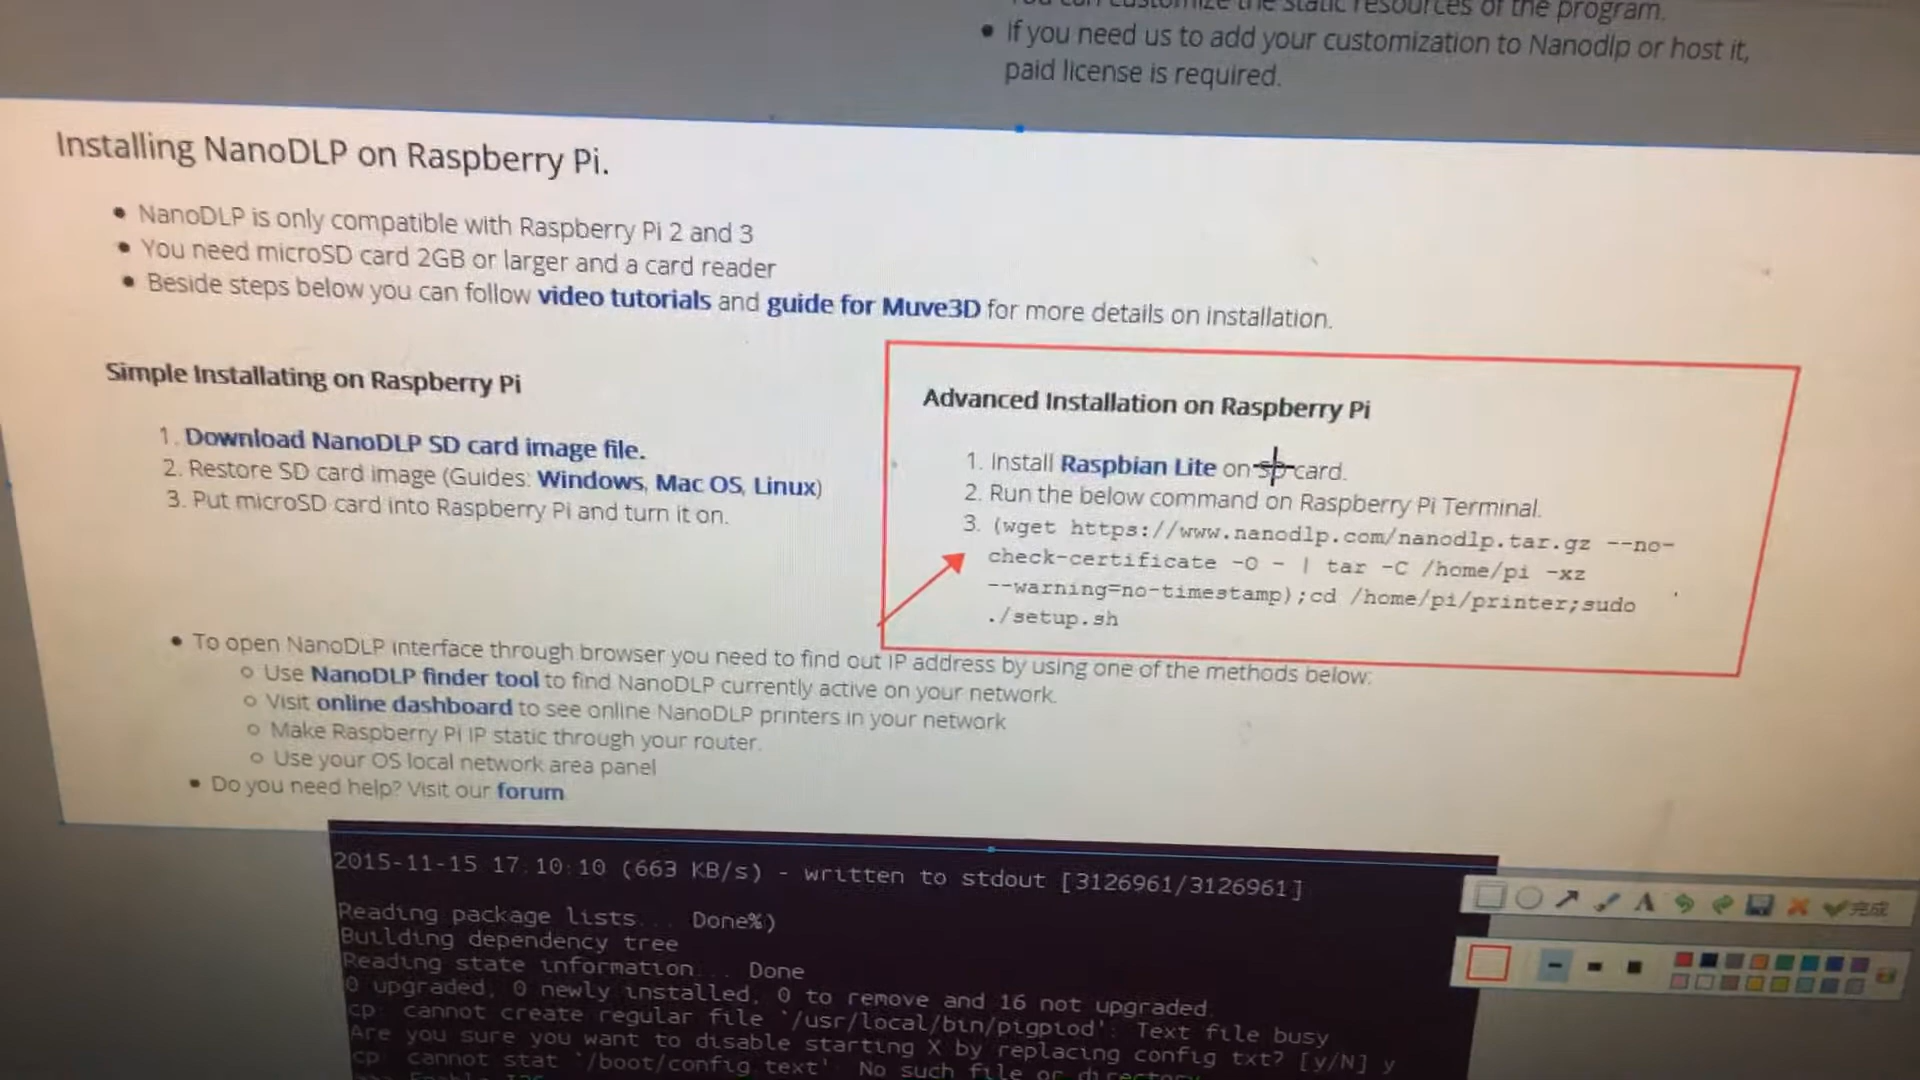 You can customize the static resources of the program.
• If you need us to add your customization to Nanodlp or host it,
paid license is required.
Installing NanoDLP on Raspberry Pi.
• NanoDLP is only compatible with Raspberry Pi 2 and 3
• You need microSD card 2GB or larger and a card reader
• Beside steps below you can follow video tutorials and guide for Muve3D for more details on installation.
Simple Installating on Raspberry Pi
1. Download NanoDLP SD card image file.
2. Restore SD card image (Guides: Windows, Mac OS, Linux)
3. Put microSD card into Raspberry Pi and turn it on.
Advanced Installation on Raspberry Pi
1. Install Raspbian Lite on card.
2. Run the below command on Raspberry Pi Terminal.
3. (wget https://www.nanodlp.com/nanodlp.tar.gz --no-
check-certificate -O - | tar -C /home/pi -xz
--warning=no-timestamp);cd /home/pi/printer;sudo
./setup.sh
• To open NanoDLP interface through browser you need to find out IP address by using one of the methods below:
○ Use NanoDLP finder tool to find NanoDLP currently active on your network.
○ Visit online dashboard to see online NanoDLP printers in your network
○ Make Raspberry Pi IP static through your router.
○ Use your OS local network area panel
• Do you need help? Visit our forum
2015-11-15 17:10:10 (663 KB/s) - written to stdout [3126961/3126961]
Reading package lists... Done%)
Building dependency tree
Reading state information... Done
0 upgraded, 0 newly installed, 0 to remove and 16 not upgraded.
cp: cannot create regular file '/usr/local/bin/pigpiod': Text file busy
Are you sure you want to disable starting X by replacing config txt? [y/N] y
cp: cannot stat '/boot/config text' No such file or directory
A 完成